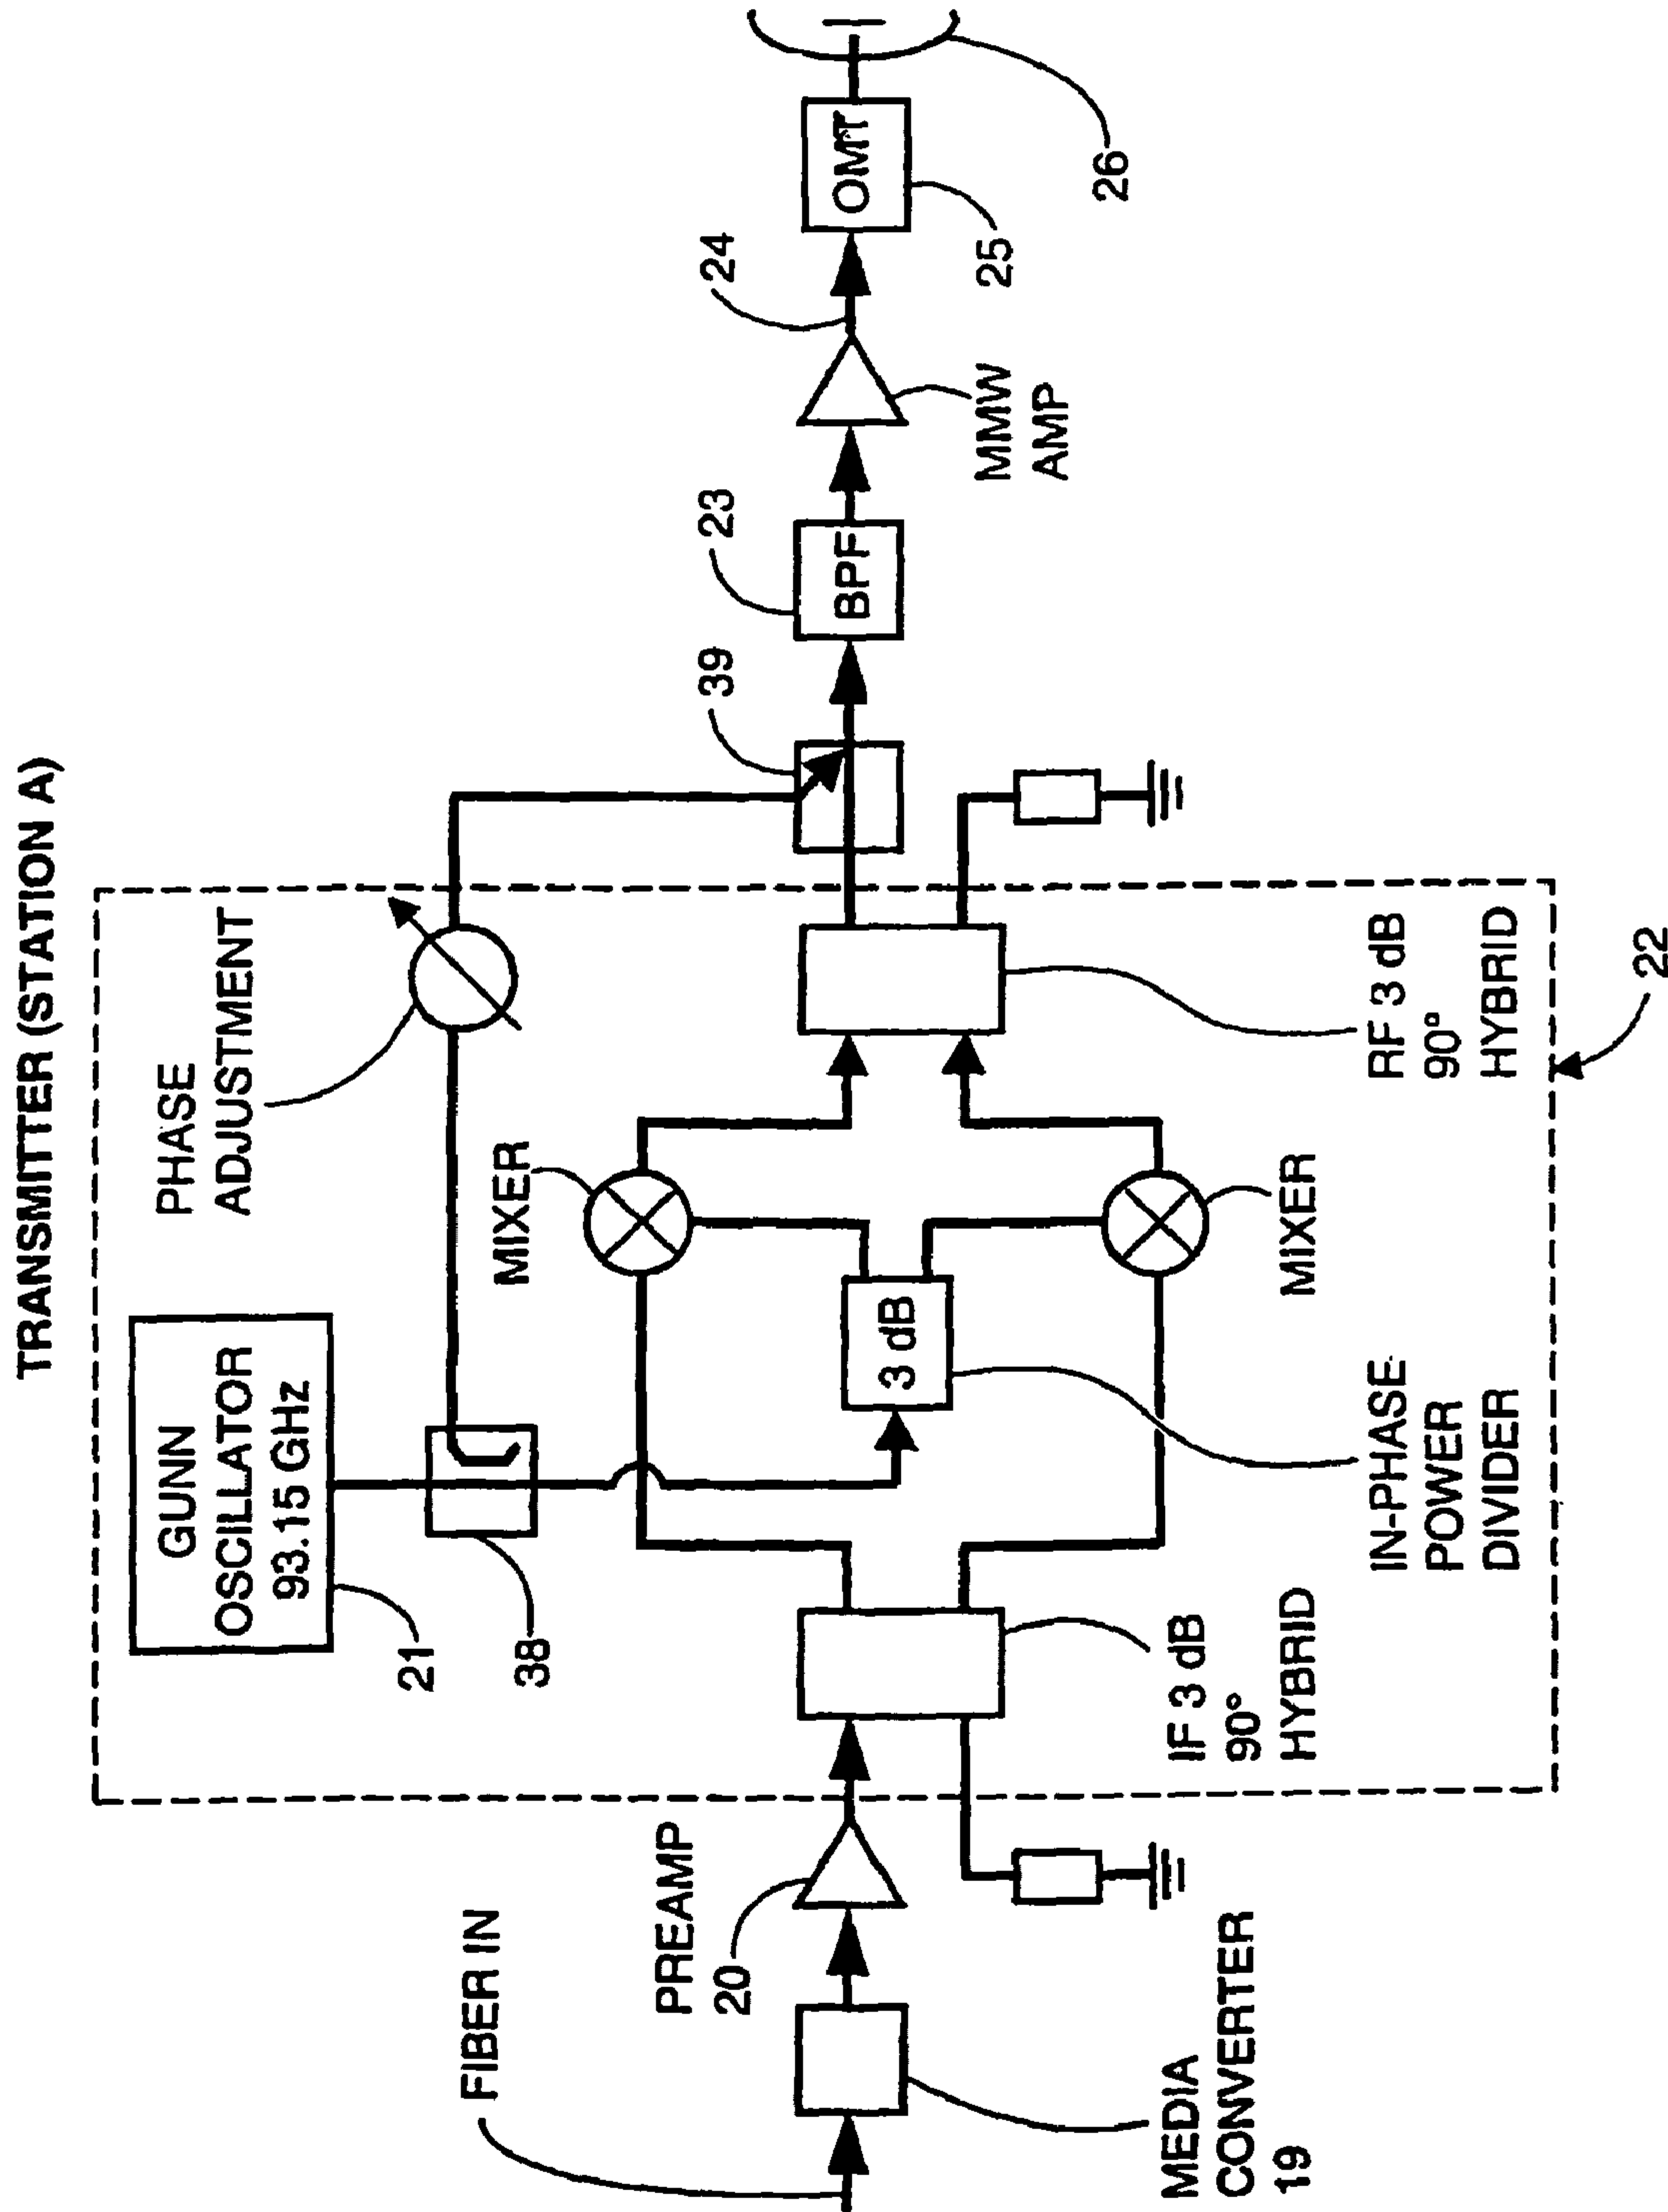 TRANSMITTER (STATION A)
GUNN
OSCILLATOR
93.15 GHz
21
38
PHASE
ADJUSTMENT
FIBER IN
PREAMP
20
MIXER
39
23
24
3 dB
BPF
OMT
MEDIA
CONVERTER
19
IF 3 dB
90°
HYBRID
IN-PHASE
POWER
DIVIDER
MIXER
RF 3 dB
90°
HYBRID
MMW
AMP
25
26
22